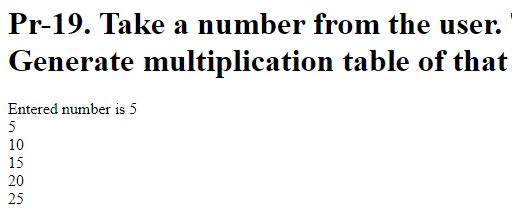 Pr-19. Take a number from the user.
Generate multiplication table of that
Entered number is 5
5
10
15
20
25